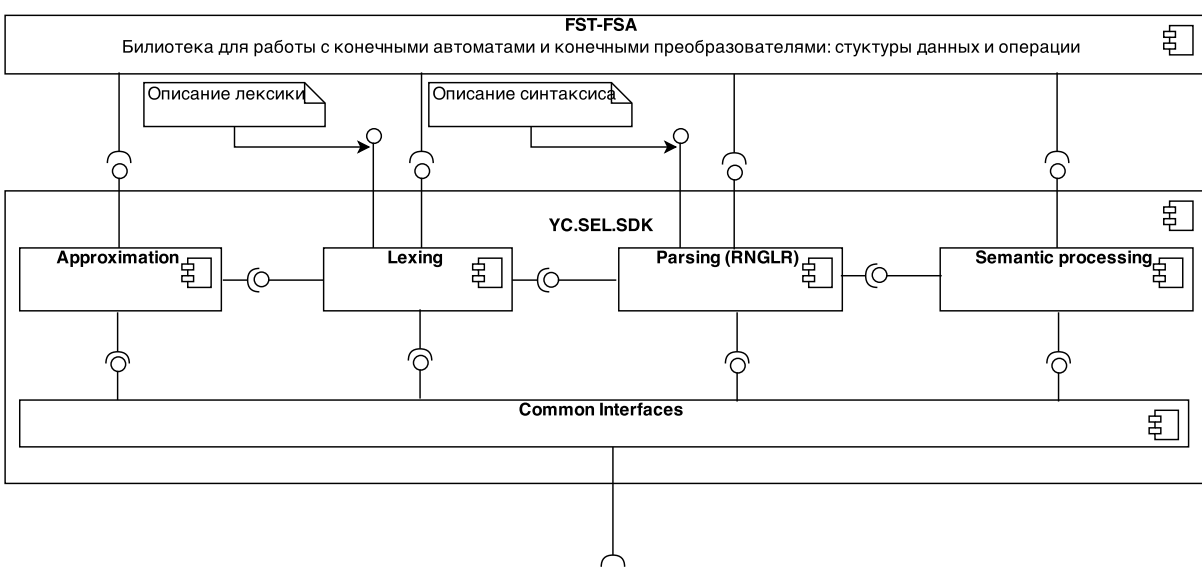 FST-FSA
Билиотека для работы с конечными автоматами и конечными преобразователями: стуктуры данных и операции
Описание лексики
Описание синтаксиса
YC.SEL.SDK
Approximation
Lexing
Parsing (RNGLR)
Semantic processing
Common Interfaces